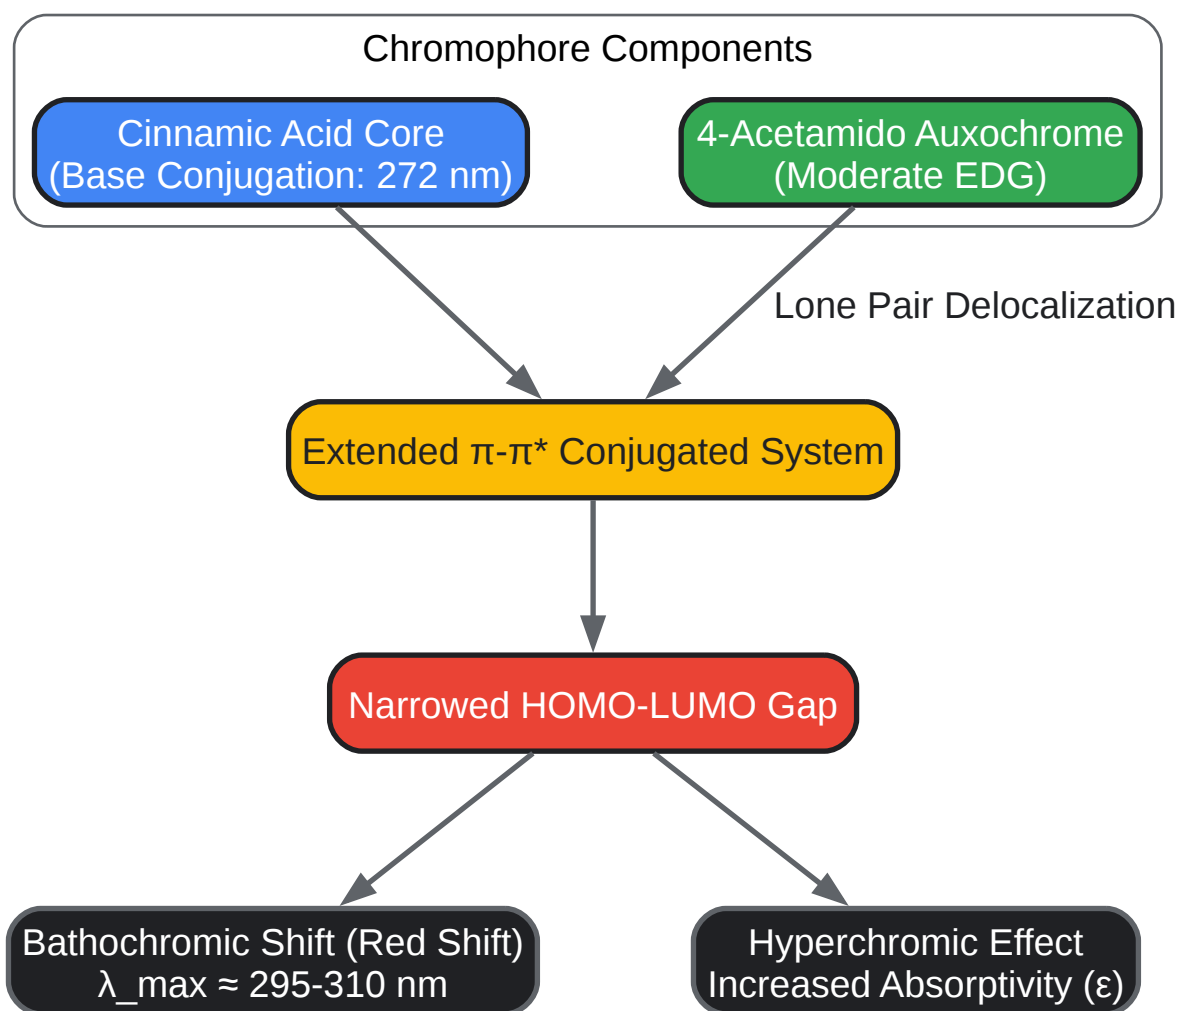 Chromophore Components
Cinnamic Acid Core
(Base Conjugation: 272 nm)
4-Acetamido Auxochrome
(Moderate EDG)
Lone Pair Delocalization
Extended π-π* Conjugated System
Narrowed HOMO-LUMO Gap
Bathochromic Shift (Red Shift)
λ_max ≈ 295-310 nm
Hyperchromic Effect
Increased Absorptivity (ε)